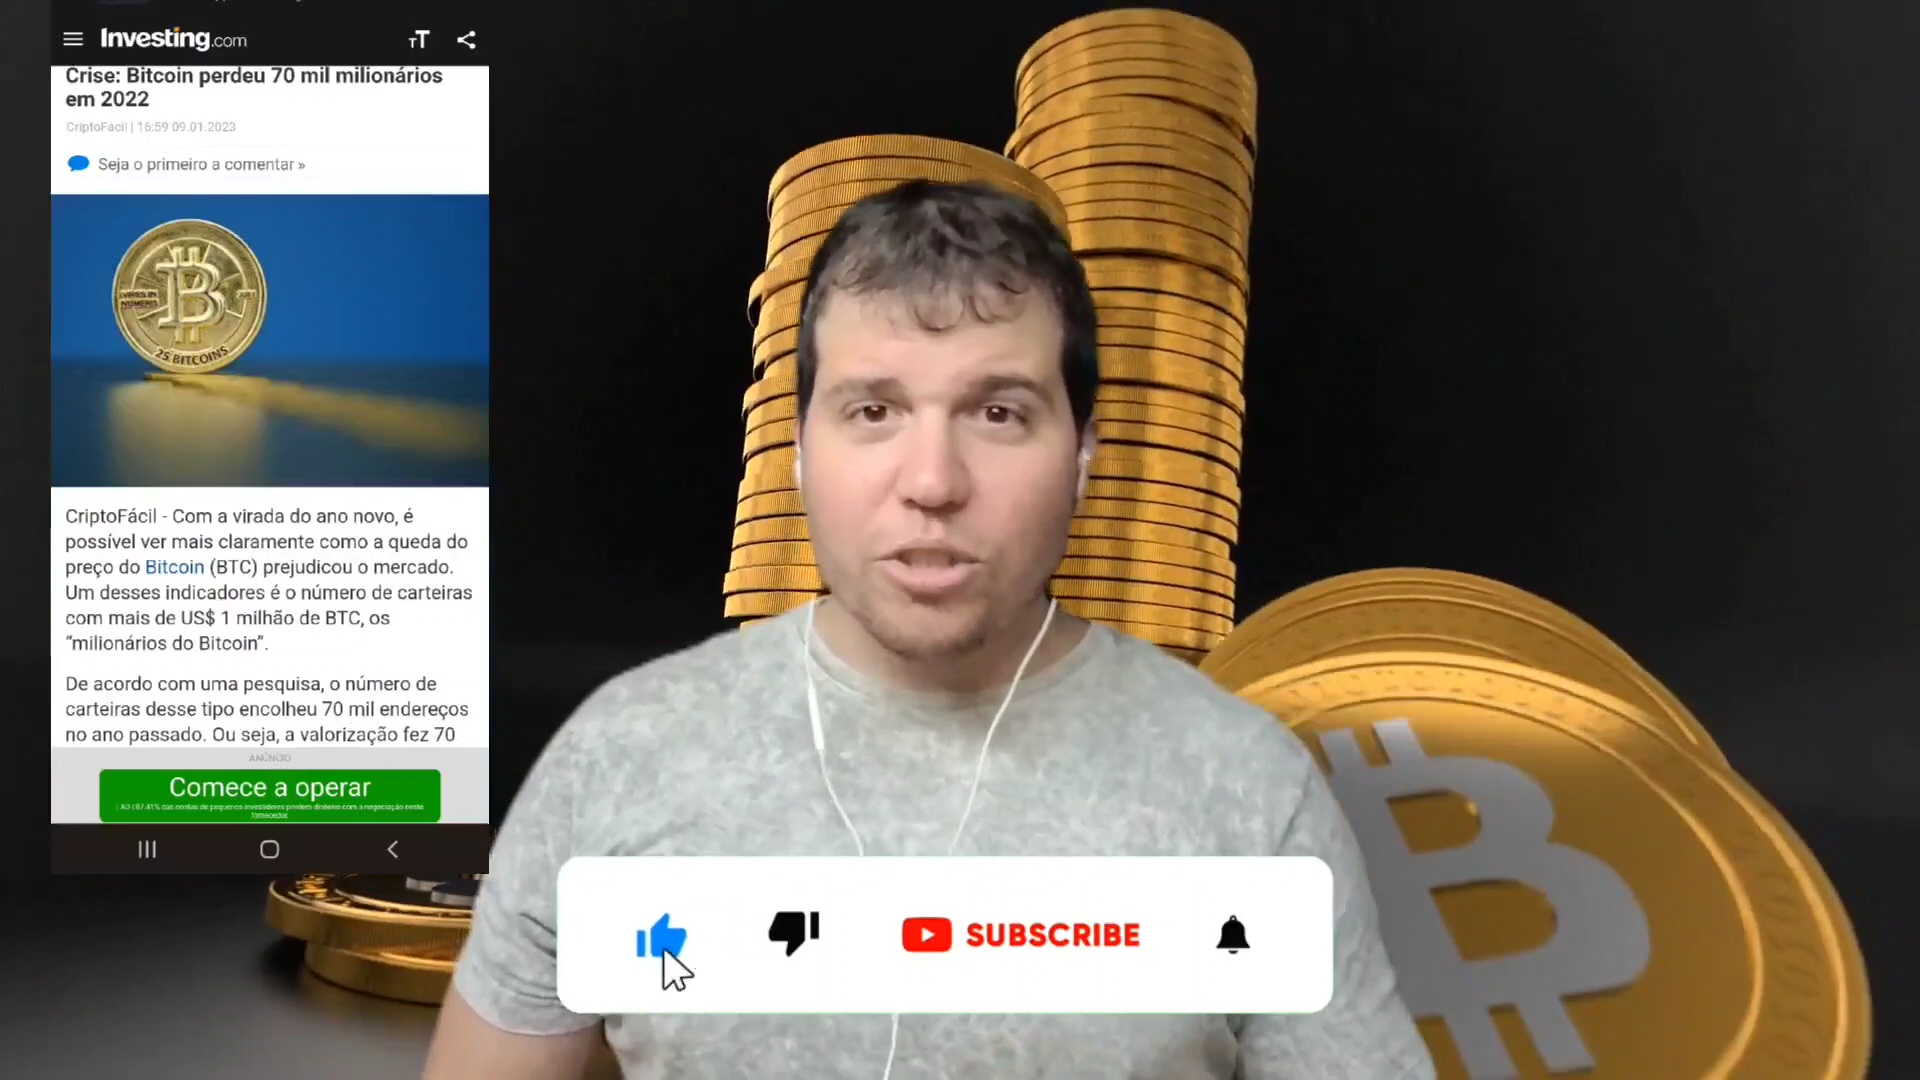 Investing.com
Crise: Bitcoin perdeu 70 mil milionários
em 2022
CriptoFácil | 16:59 09.01.2023
Seja o primeiro a comentar »
VIRES IN
NUMERIS
25 BITCOINS
CriptoFácil - Com a virada do ano novo, é
possível ver mais claramente como a queda do
preço do Bitcoin (BTC) prejudicou o mercado.
Um desses indicadores é o número de carteiras
com mais de US$ 1 milhão de BTC, os
“milionários do Bitcoin”.
De acordo com uma pesquisa, o número de
carteiras desse tipo encolheu 70 mil endereços
no ano passado. Ou seja, a valorização fez 70
ANÚNCIO
Comece a operar
SUBSCRIBE